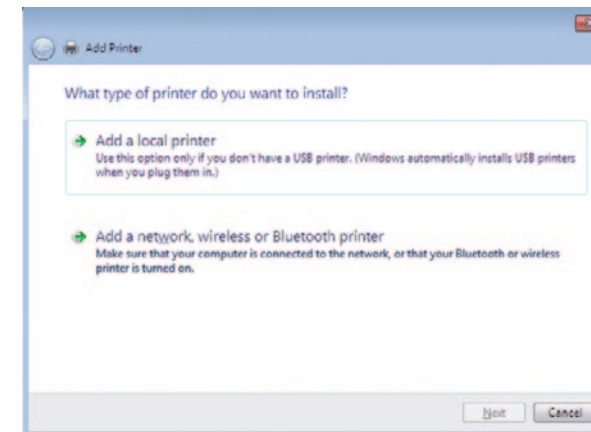 Add Printer
What type of printer do you want to install?
Add a local printer
Use this option only if you don't have a USB printer. (Windows automatically installs USB printers
when you plug them in.)
Add a network, wireless or Bluetooth printer
Make sure that your computer is connected to the network, or that your Bluetooth or wireless
printer is turned on.
Next Cancel